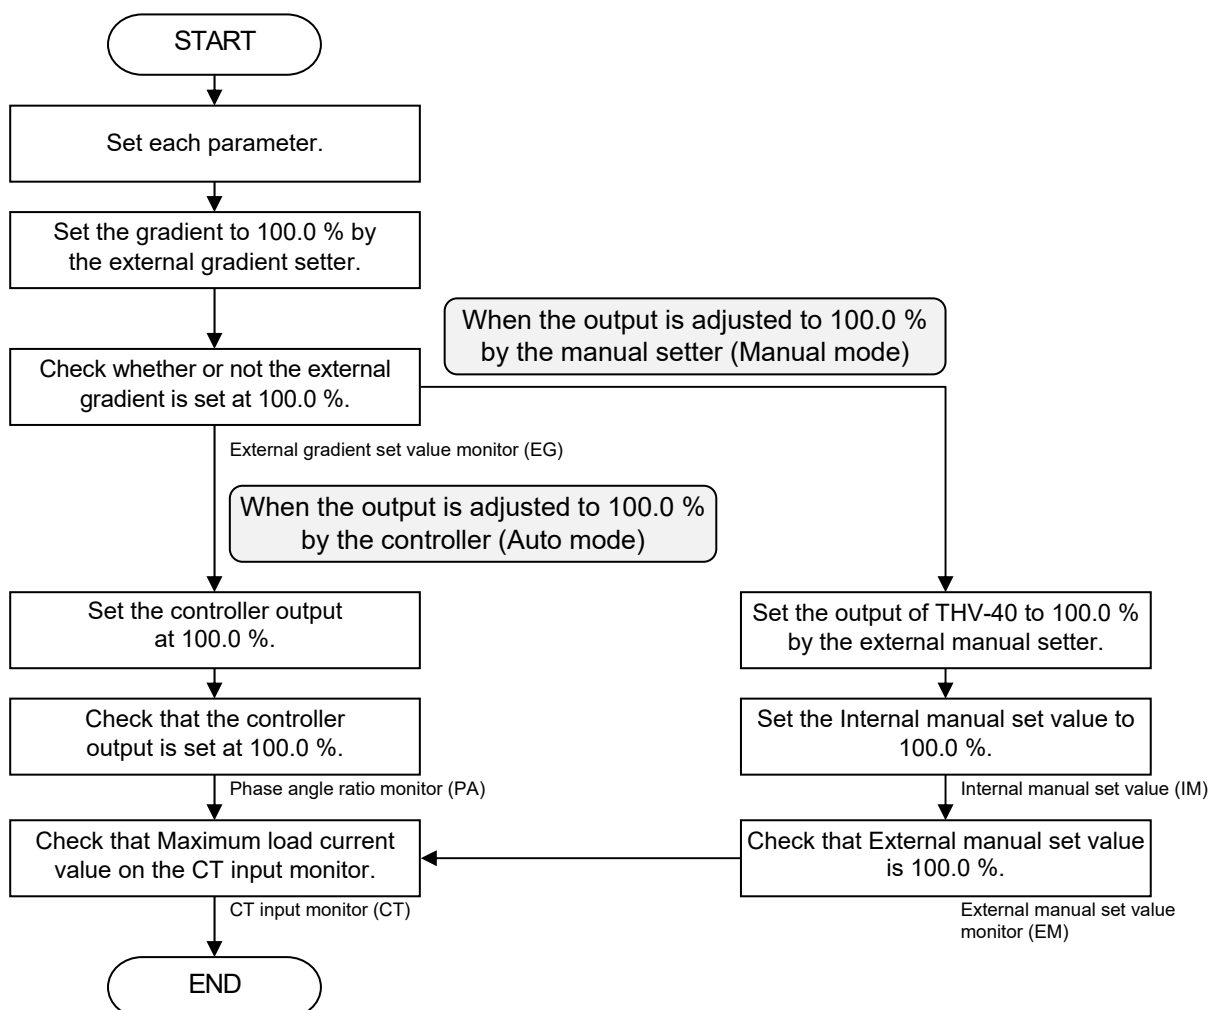 START
Set each parameter.
Set the gradient to 100.0 % by
the external gradient setter.
When the output is adjusted to 100.0 %
by the manual setter (Manual mode)
Check whether or not the external
gradient is set at 100.0 %.
External gradient set value monitor (EG)
When the output is adjusted to 100.0 %
by the controller (Auto mode)
Set the controller output
at 100.0 %.
Check that the controller
output is set at 100.0 %.
Phase angle ratio monitor (PA)
Set the output of THV-40 to 100.0 %
by the external manual setter.
Set the Internal manual set value to
100.0 %.
Internal manual set value (IM)
Check that External manual set value
is 100.0 %.
External manual set value
monitor (EM)
Check that Maximum load current
value on the CT input monitor.
CT input monitor (CT)
END